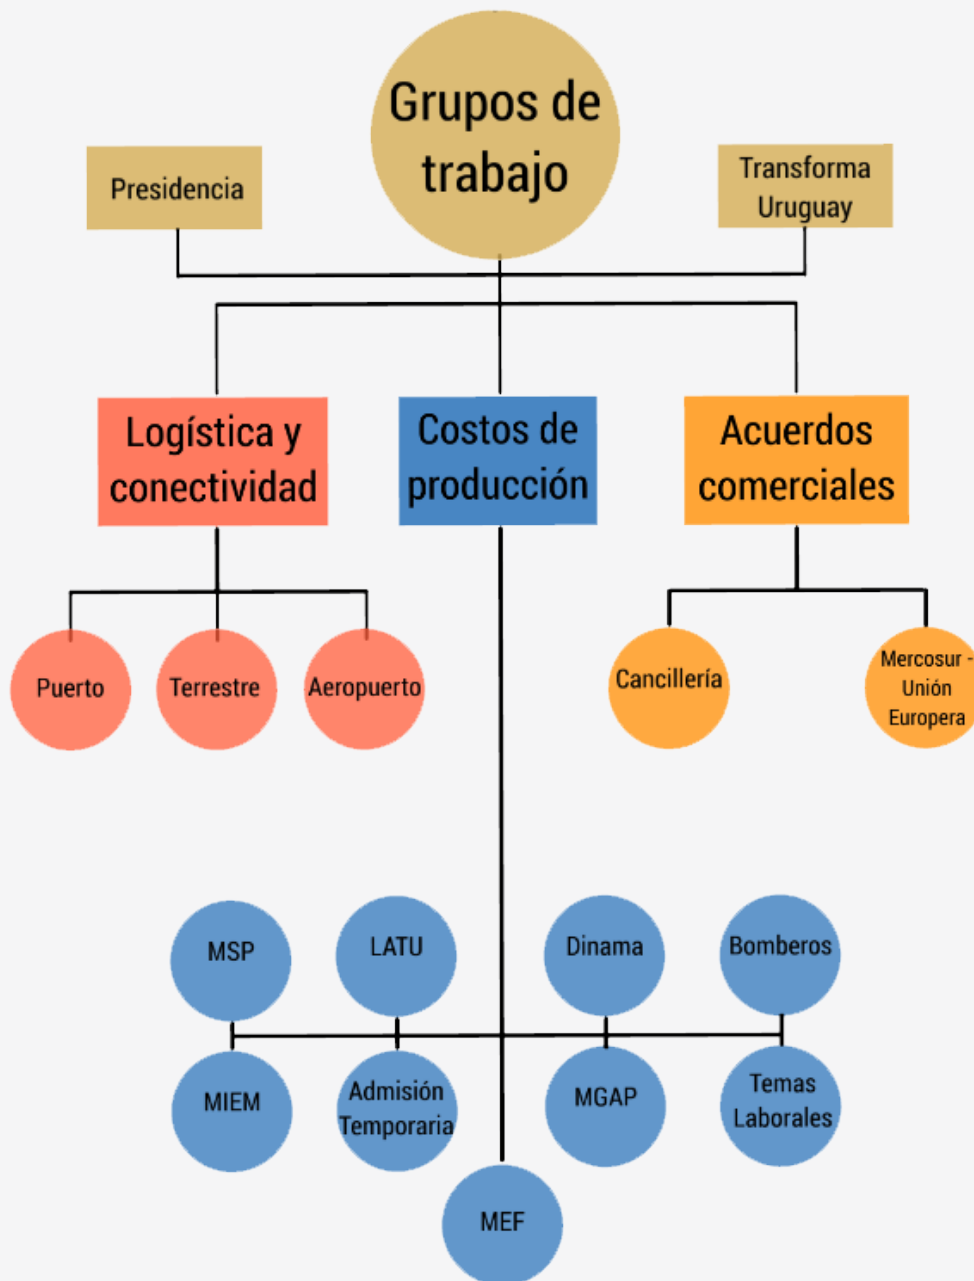 Grupos de
trabajo
Presidencia
Transforma
Uruguay
Logística y
conectividad
Costos de
producción
Acuerdos
comerciales
Puerto
Terrestre
Aeropuerto
Cancillería
Mercosur -
Unión
Europera
MSP
LATU
Dinama
Bomberos
MIEM
Admisión
Temporaria
MGAP
Temas
Laborales
MEF